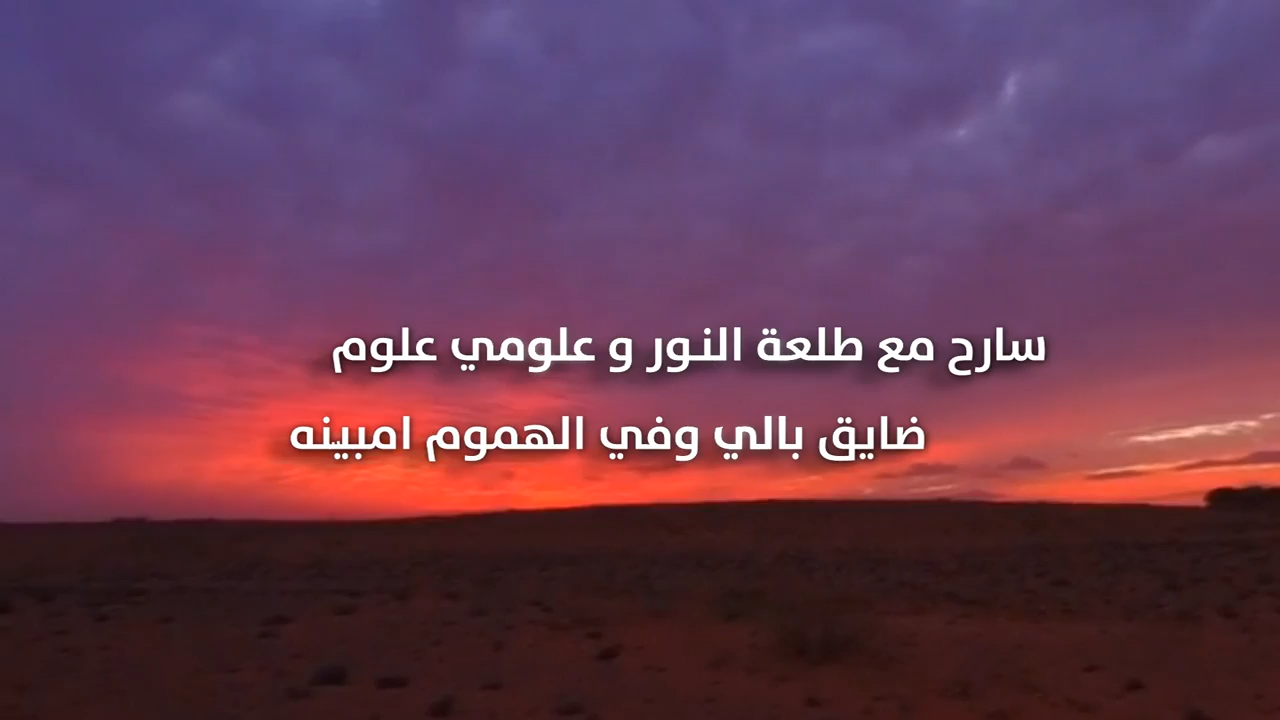 سارح مع طلعة النور و علومي علوم
ضايق بالي وفي الهموم امبينه